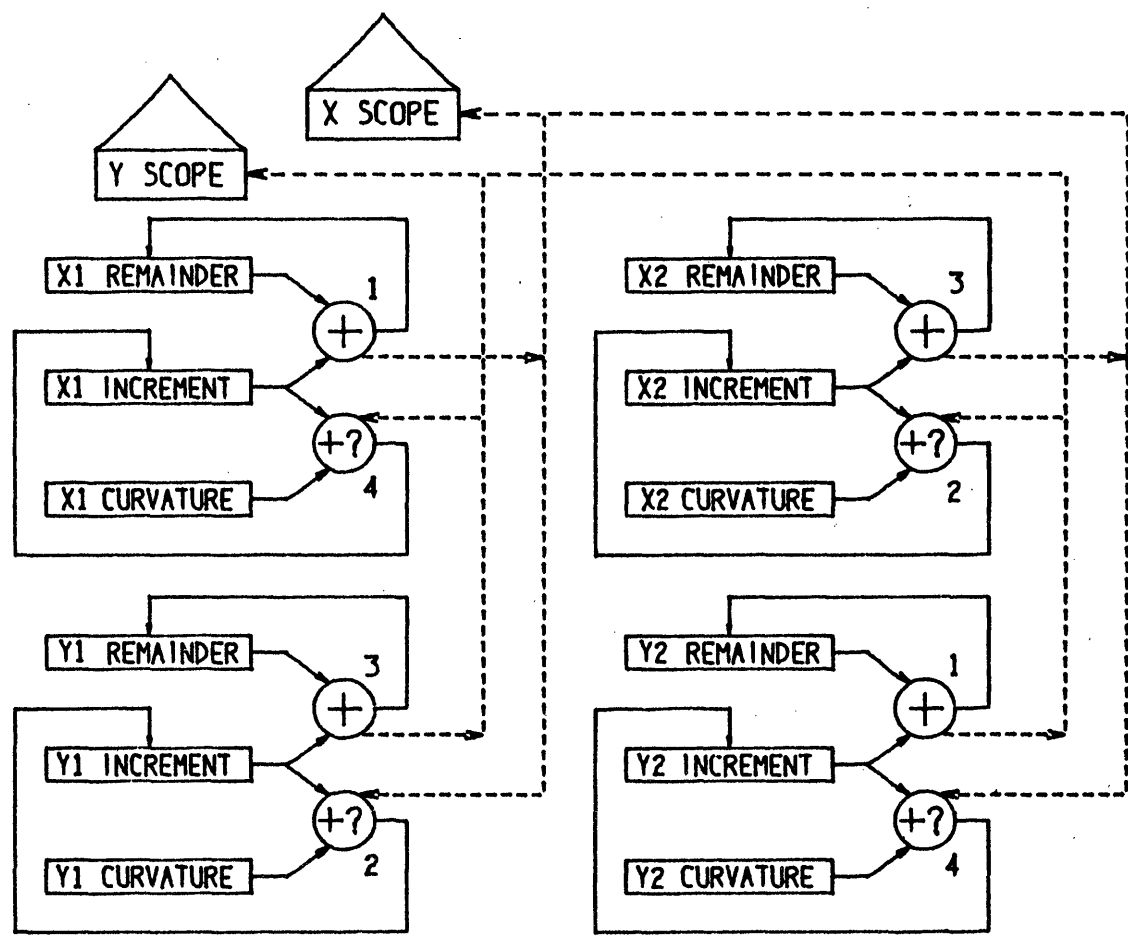 X SCOPE
Y SCOPE
X1 REMAINDER
1
+
X1 INCREMENT
+?
X1 CURVATURE
4
X2 REMAINDER
3
+
X2 INCREMENT
+?
X2 CURVATURE
2
Y1 REMAINDER
3
+
Y1 INCREMENT
+?
Y1 CURVATURE
2
Y2 REMAINDER
1
+
Y2 INCREMENT
+?
Y2 CURVATURE
4